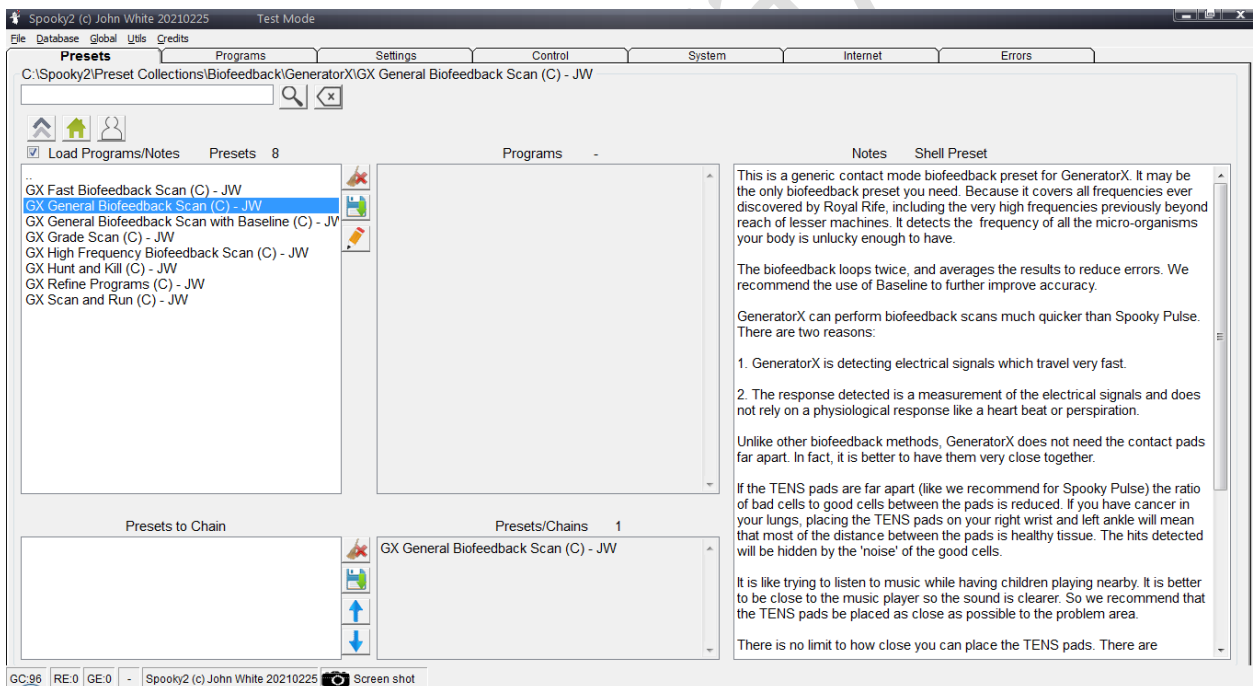 Spooky2 (c) John White 20210225 Test Mode
File Database Global Utils Credits
Presets Programs Settings Control System Internet Errors
C:\Spooky2\Preset Collections\Biofeedback\GeneratorX\GX General Biofeedback Scan (C) - JW
Load Programs/Notes Presets 8
Programs -
Notes Shell Preset
..
GX Fast Biofeedback Scan (C) - JW
GX General Biofeedback Scan (C) - JW
GX General Biofeedback Scan with Baseline (C) - JW
GX Grade Scan (C) - JW
GX High Frequency Biofeedback Scan (C) - JW
GX Hunt and Kill (C) - JW
GX Refine Programs (C) - JW
GX Scan and Run (C) - JW
This is a generic contact mode biofeedback preset for GeneratorX. It may be
the only biofeedback preset you need. Because it covers all frequencies ever
discovered by Royal Rife, including the very high frequencies previously beyond
reach of lesser machines. It detects the frequency of all the micro-organisms
your body is unlucky enough to have.
The biofeedback loops twice, and averages the results to reduce errors. We
recommend the use of Baseline to further improve accuracy.
GeneratorX can perform biofeedback scans much quicker than Spooky Pulse.
There are two reasons:
1. GeneratorX is detecting electrical signals which travel very fast.
2. The response detected is a measurement of the electrical signals and does
not rely on a physiological response like a heart beat or perspiration.
Unlike other biofeedback methods, GeneratorX does not need the contact pads
far apart. In fact, it is better to have them very close together.
If the TENS pads are far apart (like we recommend for Spooky Pulse) the ratio
of bad cells to good cells between the pads is reduced. If you have cancer in
your lungs, placing the TENS pads on your right wrist and left ankle will mean
that most of the distance between the pads is healthy tissue. The hits detected
will be hidden by the 'noise' of the good cells.
It is like trying to listen to music while having children playing nearby. It is better
to be close to the music player so the sound is clearer. So we recommend that
the TENS pads be placed as close as possible to the problem area.
There is no limit to how close you can place the TENS pads. There are
Presets to Chain
Presets/Chains 1
GX General Biofeedback Scan (C) - JW
GC:96 RE:0 GE:0 - Spooky2 (c) John White 20210225 Screen shot